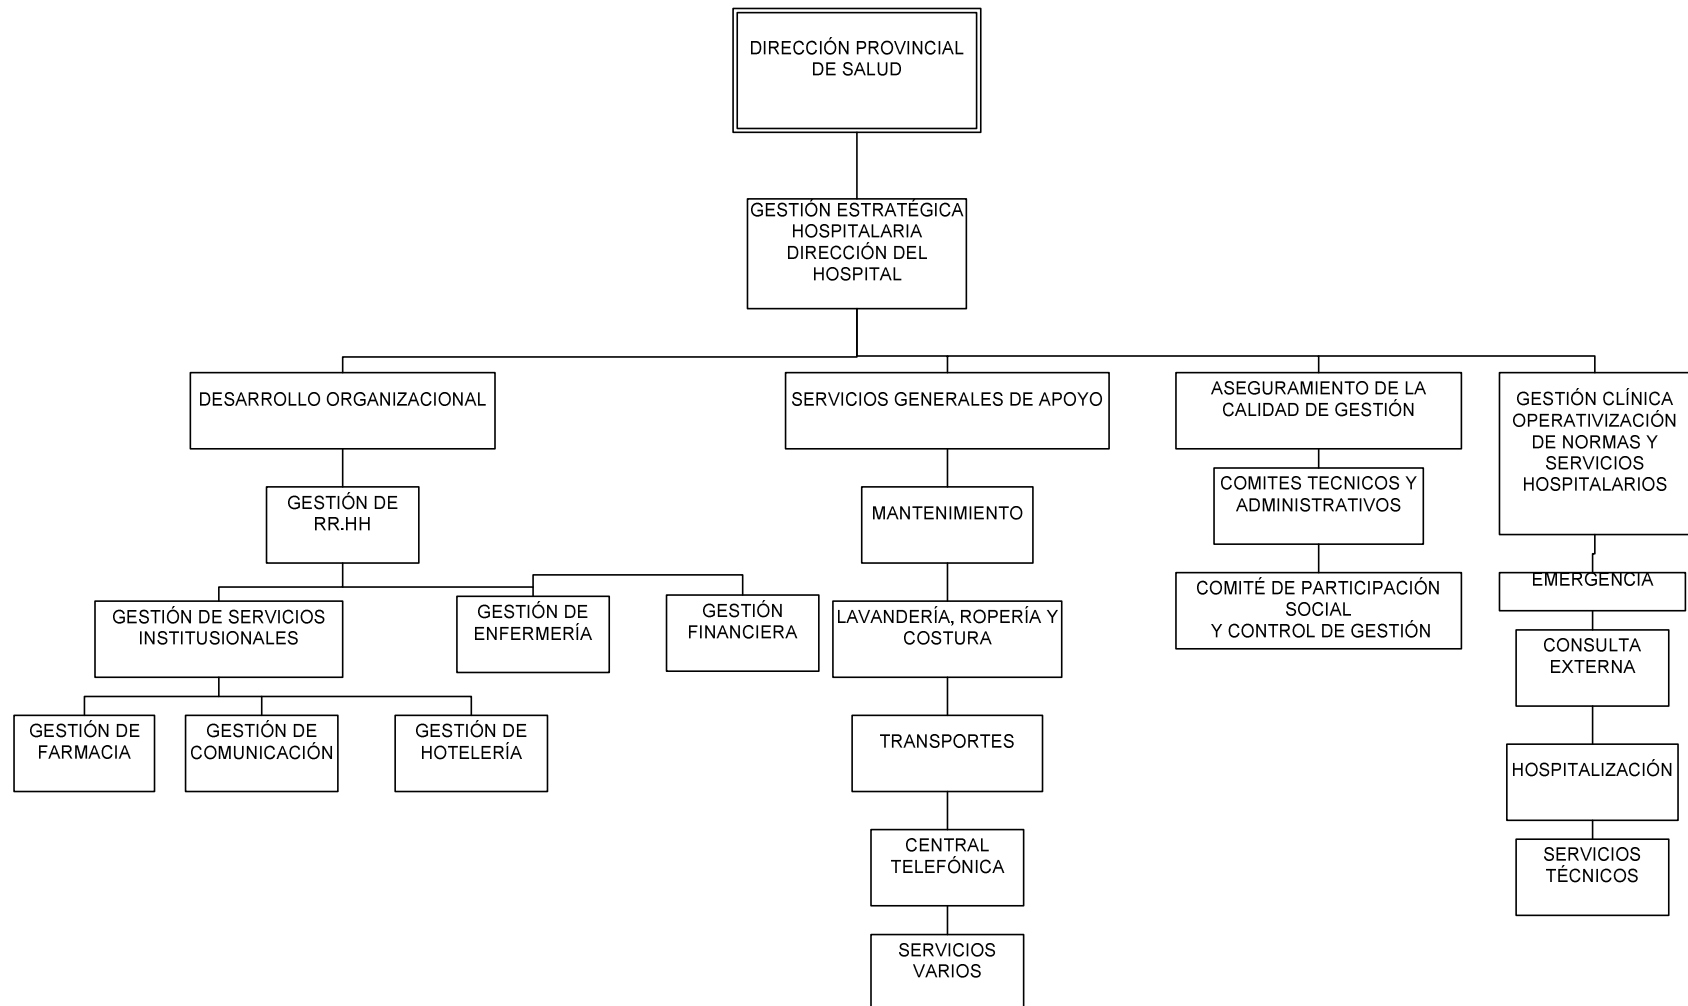 DIRECCIÓN PROVINCIAL
DE SALUD
GESTIÓN ESTRATÉGICA
HOSPITALARIA
DIRECCIÓN DEL
HOSPITAL
DESARROLLO ORGANIZACIONAL
GESTIÓN DE
RR.HH
GESTIÓN DE SERVICIOS
INSTITUSIONALES
GESTIÓN DE
ENFERMERÍA
GESTIÓN
FINANCIERA
GESTIÓN DE
FARMACIA
GESTIÓN DE
COMUNICACIÓN
GESTIÓN DE
HOTELERÍA
SERVICIOS GENERALES DE APOYO
MANTENIMIENTO
LAVANDERÍA, ROPERÍA Y
COSTURA
TRANSPORTES
CENTRAL
TELEFÓNICA
SERVICIOS
VARIOS
ASEGURAMIENTO DE LA
CALIDAD DE GESTIÓN
COMITES TECNICOS Y
ADMINISTRATIVOS
COMITÉ DE PARTICIPACIÓN
SOCIAL
Y CONTROL DE GESTIÓN
GESTIÓN CLÍNICA
OPERATIVIZACIÓN
DE NORMAS Y
SERVICIOS
HOSPITALARIOS
EMERGENCIA
CONSULTA
EXTERNA
HOSPITALIZACIÓN
SERVICIOS
TÉCNICOS